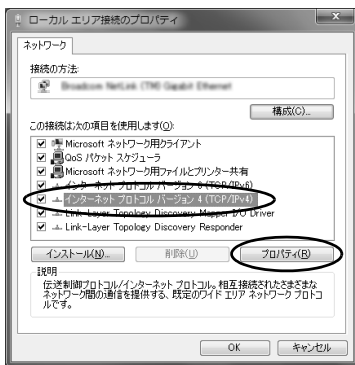 ローカル エリア接続のプロパティ
ネットワーク
接続の方法:
Broadcom NetLink (TM) Gigabit Ethernet
構成(C)...
この接続は次の項目を使用します(O):
Microsoft ネットワーク用クライアント
QoS パケット スケジューラ
Microsoft ネットワーク用ファイルとプリンター共有
インターネット プロトコル バージョン 6 (TCP/IPv6)
インターネット プロトコル バージョン 4 (TCP/IPv4)
Link-Layer Topology Discovery Mapper I/O Driver
Link-Layer Topology Discovery Responder
インストール(N)...
削除(U)
プロパティ(R)
説明
伝送制御プロトコル/インターネット プロトコル。相互接続されたさまざまな
ネットワーク間の通信を提供する、既定のワイド エリア ネットワーク プロトコ
ルです。
OK
キャンセル